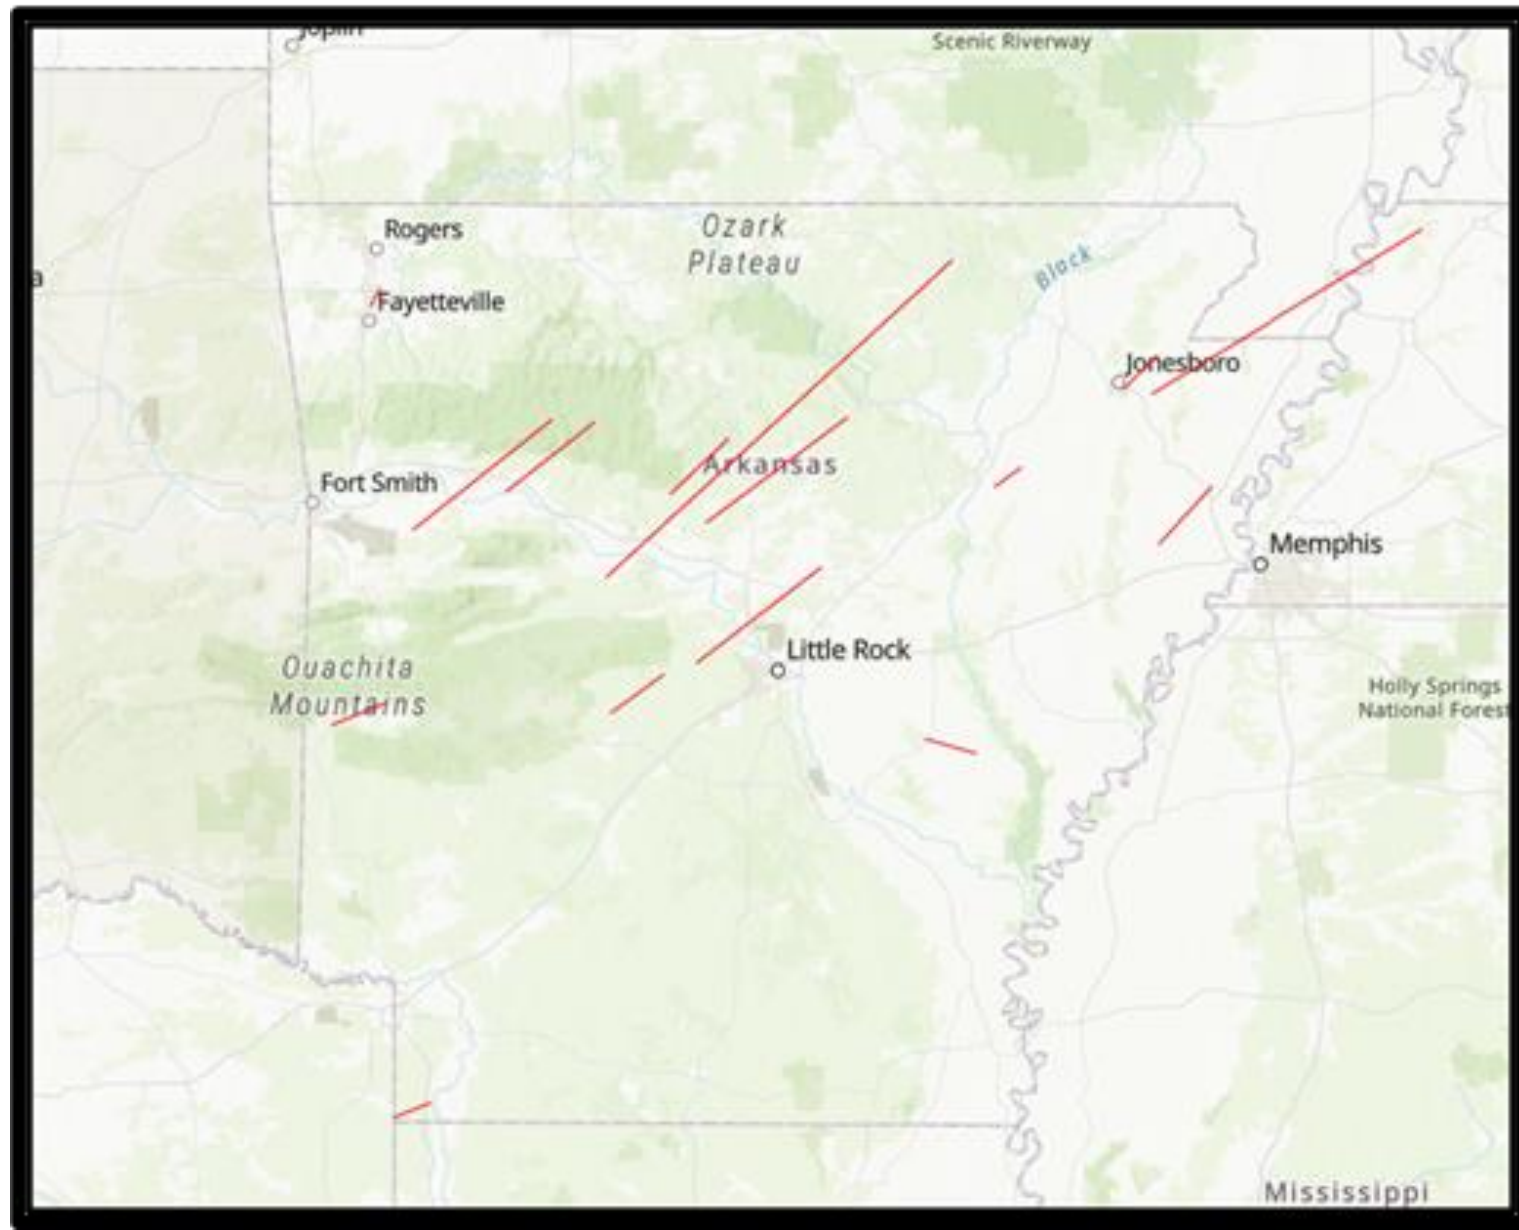 Joplin
Scenic Riverway
Rogers
Ozark
Plateau
Black
a
Fayetteville
Jonesboro
Arkansas
Fort Smith
Memphis
Little Rock
Ouachita
Mountains
Holly Springs
National Forest
Mississippi